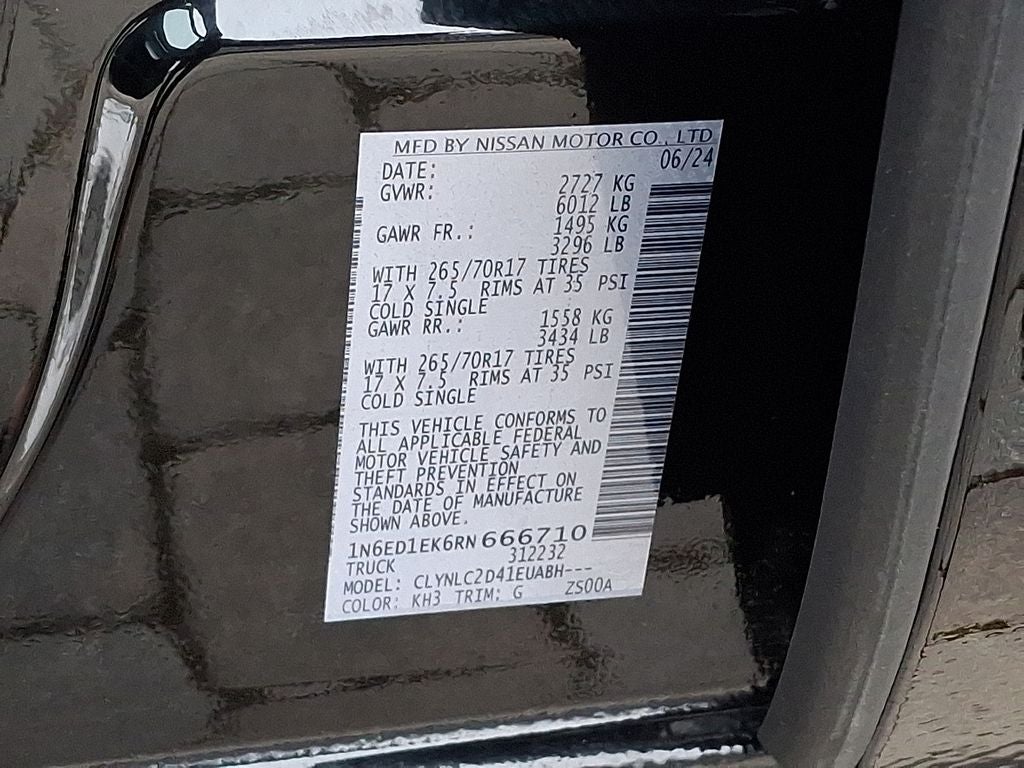 MFD BY NISSAN MOTOR CO., LTD
DATE: 06/24
GVWR: 2727 KG
6012 LB
GAWR FR.: 1495 KG
3296 LB
WITH 265/70R17 TIRES
17 X 7.5 RIMS AT 35 PSI
COLD SINGLE
GAWR RR.: 1558 KG
3434 LB
WITH 265/70R17 TIRES
17 X 7.5 RIMS AT 35 PSI
COLD SINGLE
THIS VEHICLE CONFORMS TO
ALL APPLICABLE FEDERAL
MOTOR VEHICLE SAFETY AND
THEFT PREVENTION
STANDARDS IN EFFECT ON
THE DATE OF MANUFACTURE
SHOWN ABOVE.
1N6ED1EK6RN 666710
TRUCK 312232
MODEL: CLYNLC2D41EUABH---
COLOR: KH3 TRIM: G ZS00A